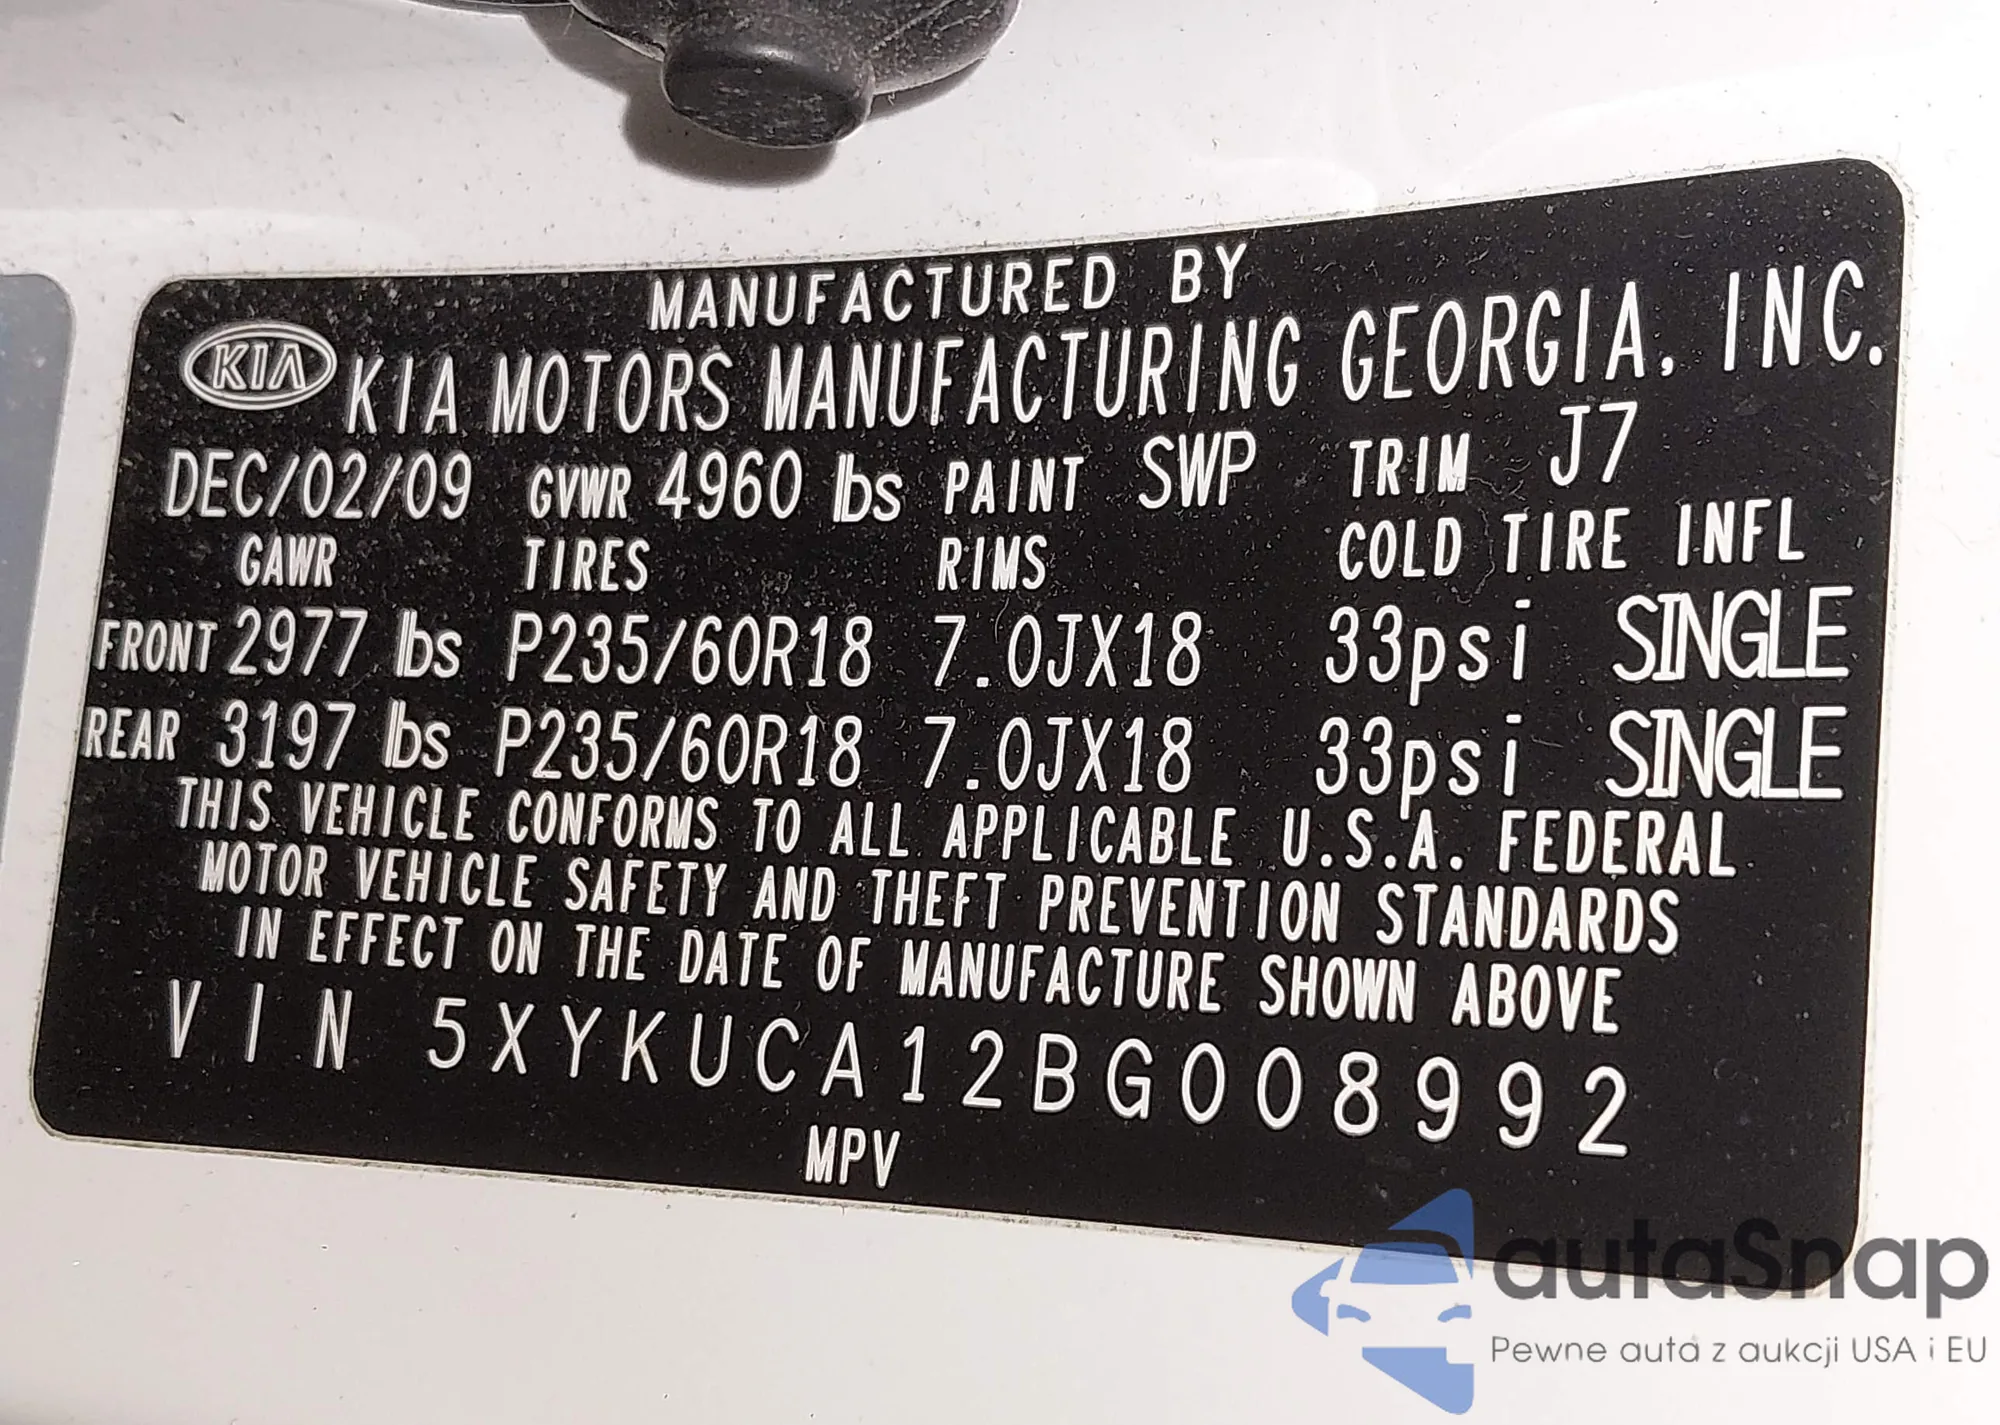 MANUFACTURED BY
KIA KIA MOTORS MANUFACTURING GEORGIA, INC.
DEC/02/09 GVWR 4960 lbs PAINT SWP TRIM J7
GAWR TIRES RIMS COLD TIRE INFL
FRONT 2977 lbs P235/60R18 7.0JX18 33psi SINGLE
REAR 3197 lbs P235/60R18 7.0JX18 33psi SINGLE
THIS VEHICLE CONFORMS TO ALL APPLICABLE U.S.A. FEDERAL
MOTOR VEHICLE SAFETY AND THEFT PREVENTION STANDARDS
IN EFFECT ON THE DATE OF MANUFACTURE SHOWN ABOVE
VIN 5XYKUCA12BG008992
MPV
autaSnap
Pewne auta z aukcji USA i EU